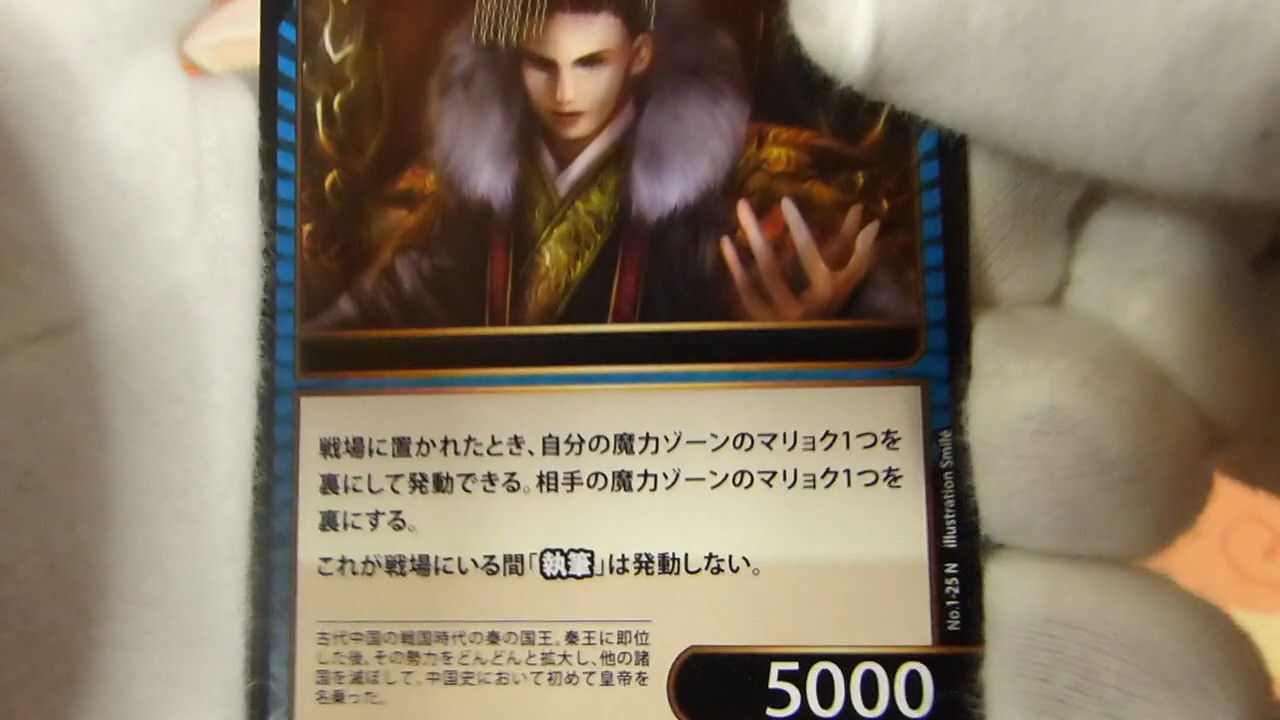 戦場に置かれたとき、自分の魔力ゾーンのマリョク1つを
裏にして発動できる。相手の魔力ゾーンのマリョク1つを
裏にする。
これが戦場にいる間「執筆」は発動しない。
古代中国の戦国時代の秦の国王。秦王に即位
した後、その勢力をどんどんと拡大し、他の諸
国を滅ぼして、中国史において初めて皇帝を
名乗った。
5000
No.1-25 N illustration Smile